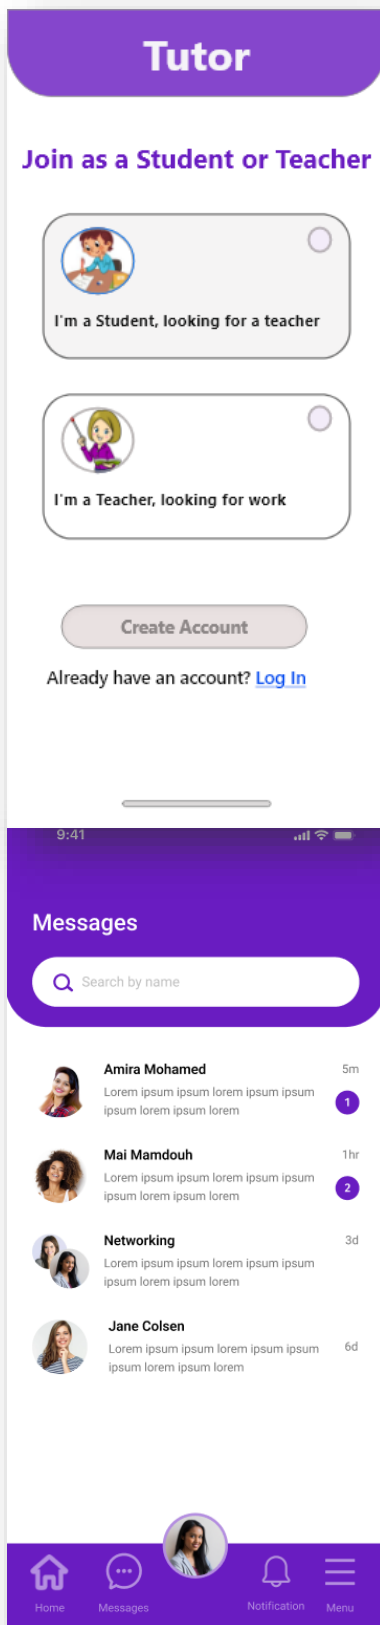 Tutor
Join as a Student or Teacher
I'm a Student, looking for a teacher
I'm a Teacher, looking for work
Create Account
Already have an account? Log In
9:41
Messages
Search by name
Amira Mohamed 5m
Lorem ipsum ipsum lorem ipsum ipsum
ipsum lorem ipsum lorem 1
Mai Mamdouh 1hr
Lorem ipsum ipsum lorem ipsum ipsum
ipsum lorem ipsum lorem 2
Networking 3d
Lorem ipsum ipsum lorem ipsum ipsum
ipsum lorem ipsum lorem
Jane Colsen
Lorem ipsum ipsum lorem ipsum ipsum 6d
ipsum lorem ipsum lorem
Home Messages Notification Menu